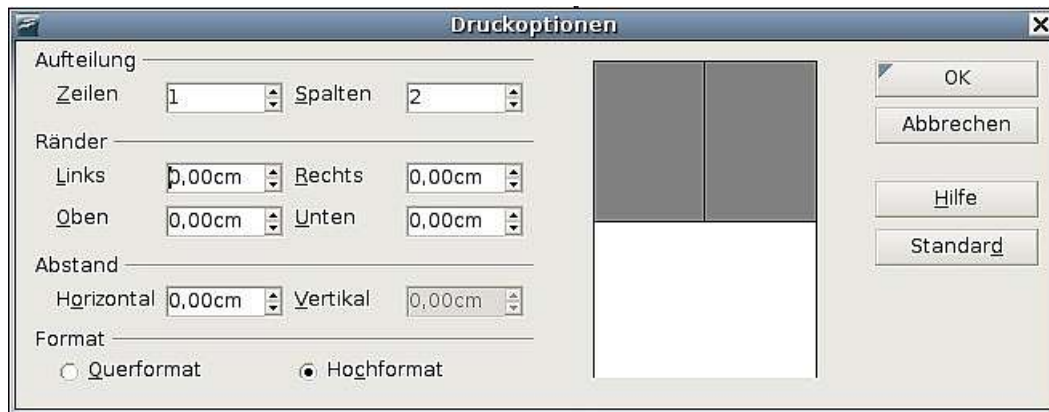 Druckoptionen
Aufteilung
Zeilen 1 Spalten 2
Ränder
Links 0,00cm Rechts 0,00cm
Oben 0,00cm Unten 0,00cm
Abstand
Horizontal 0,00cm Vertikal 0,00cm
Format
Querformat Hochformat
OK
Abbrechen
Hilfe
Standard